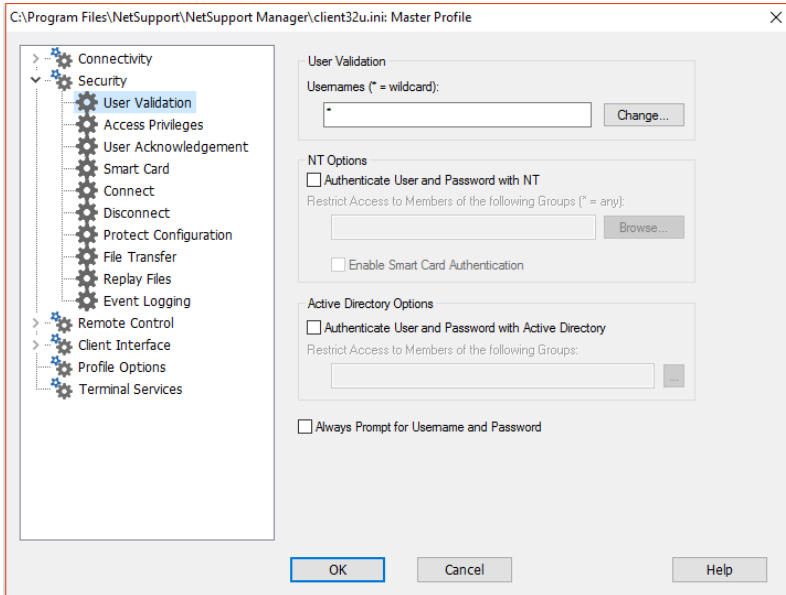 C:\Program Files\NetSupport\NetSupport Manager\client32u.ini: Master Profile
Connectivity
Security
User Validation
Access Privileges
User Acknowledgement
Smart Card
Connect
Disconnect
Protect Configuration
File Transfer
Replay Files
Event Logging
Remote Control
Client Interface
Profile Options
Terminal Services
User Validation
Usernames (* = wildcard):
*
Change...
NT Options
Authenticate User and Password with NT
Restrict Access to Members of the following Groups (* = any):
Browse...
Enable Smart Card Authentication
Active Directory Options
Authenticate User and Password with Active Directory
Restrict Access to Members of the following Groups:
...
Always Prompt for Username and Password
OK Cancel Help